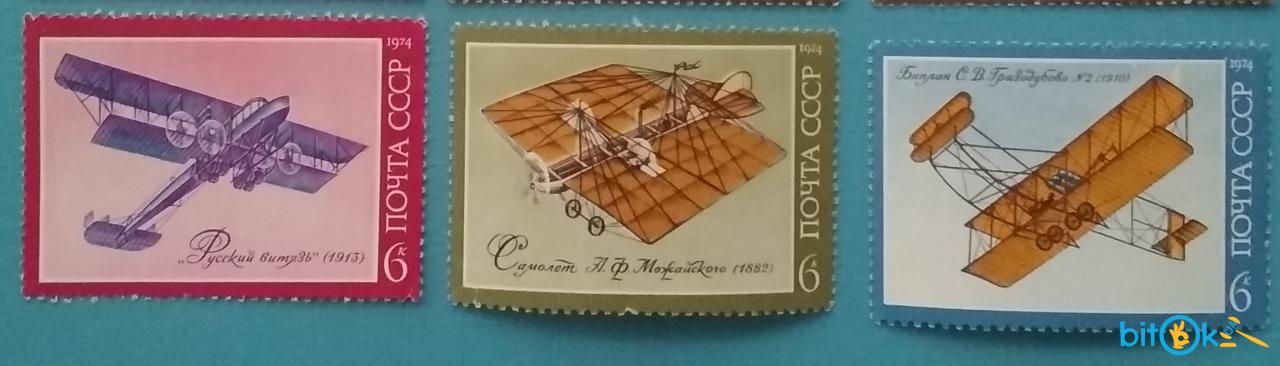 1974
ПОЧТА СССР
6к
„Русский витязь" (1913)
1974
ПОЧТА СССР
6к
Самолет А. Ф. Можайского (1882)
Биплан С. В. Гризодубова №2 (1910)
1974
ПОЧТА СССР
6к
bitok